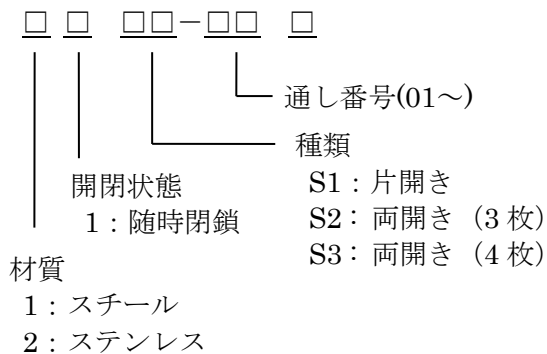 □ □ □□－□□ □
通し番号(01～)
種類
S1：片開き
S2：両開き（3枚）
S3：両開き（4枚）
開閉状態
1：随時閉鎖
材質
1：スチール
2：ステンレス